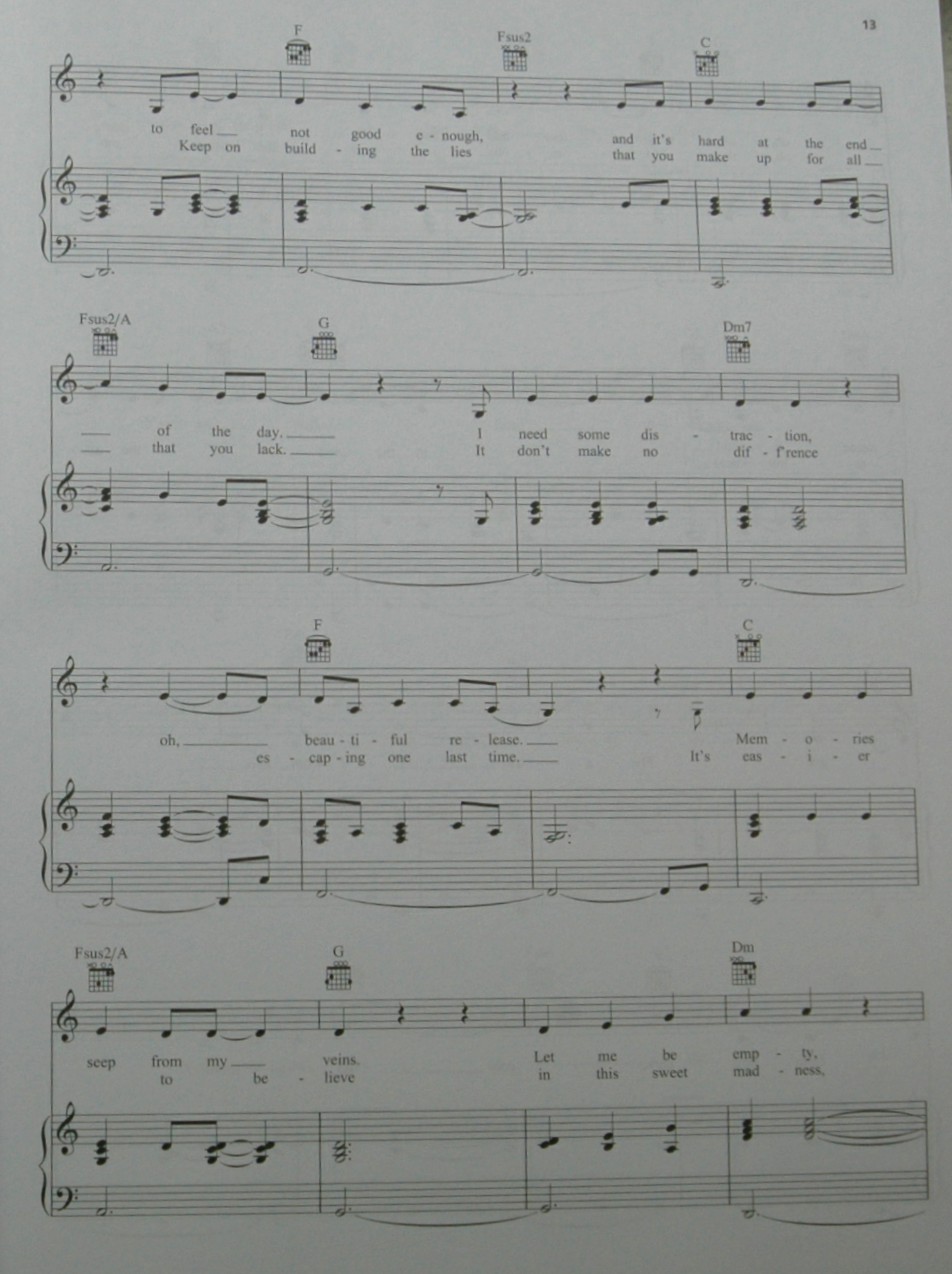 13
F Fsus2 C
to feel not good e - nough, and it's hard at the end
Keep on build - ing the lies that you make up for all
Fsus2/A G Dm7
of the day. I need some dis - trac - tion,
that you lack. It don't make no dif - f'rence
F C
oh, beau - ti - ful re - lease. Mem - o - ries
es - cap - ing one last time. It's eas - i - er
Fsus2/A G Dm
seep from my veins. Let me be emp - ty,
to be - lieve in this sweet mad - ness,